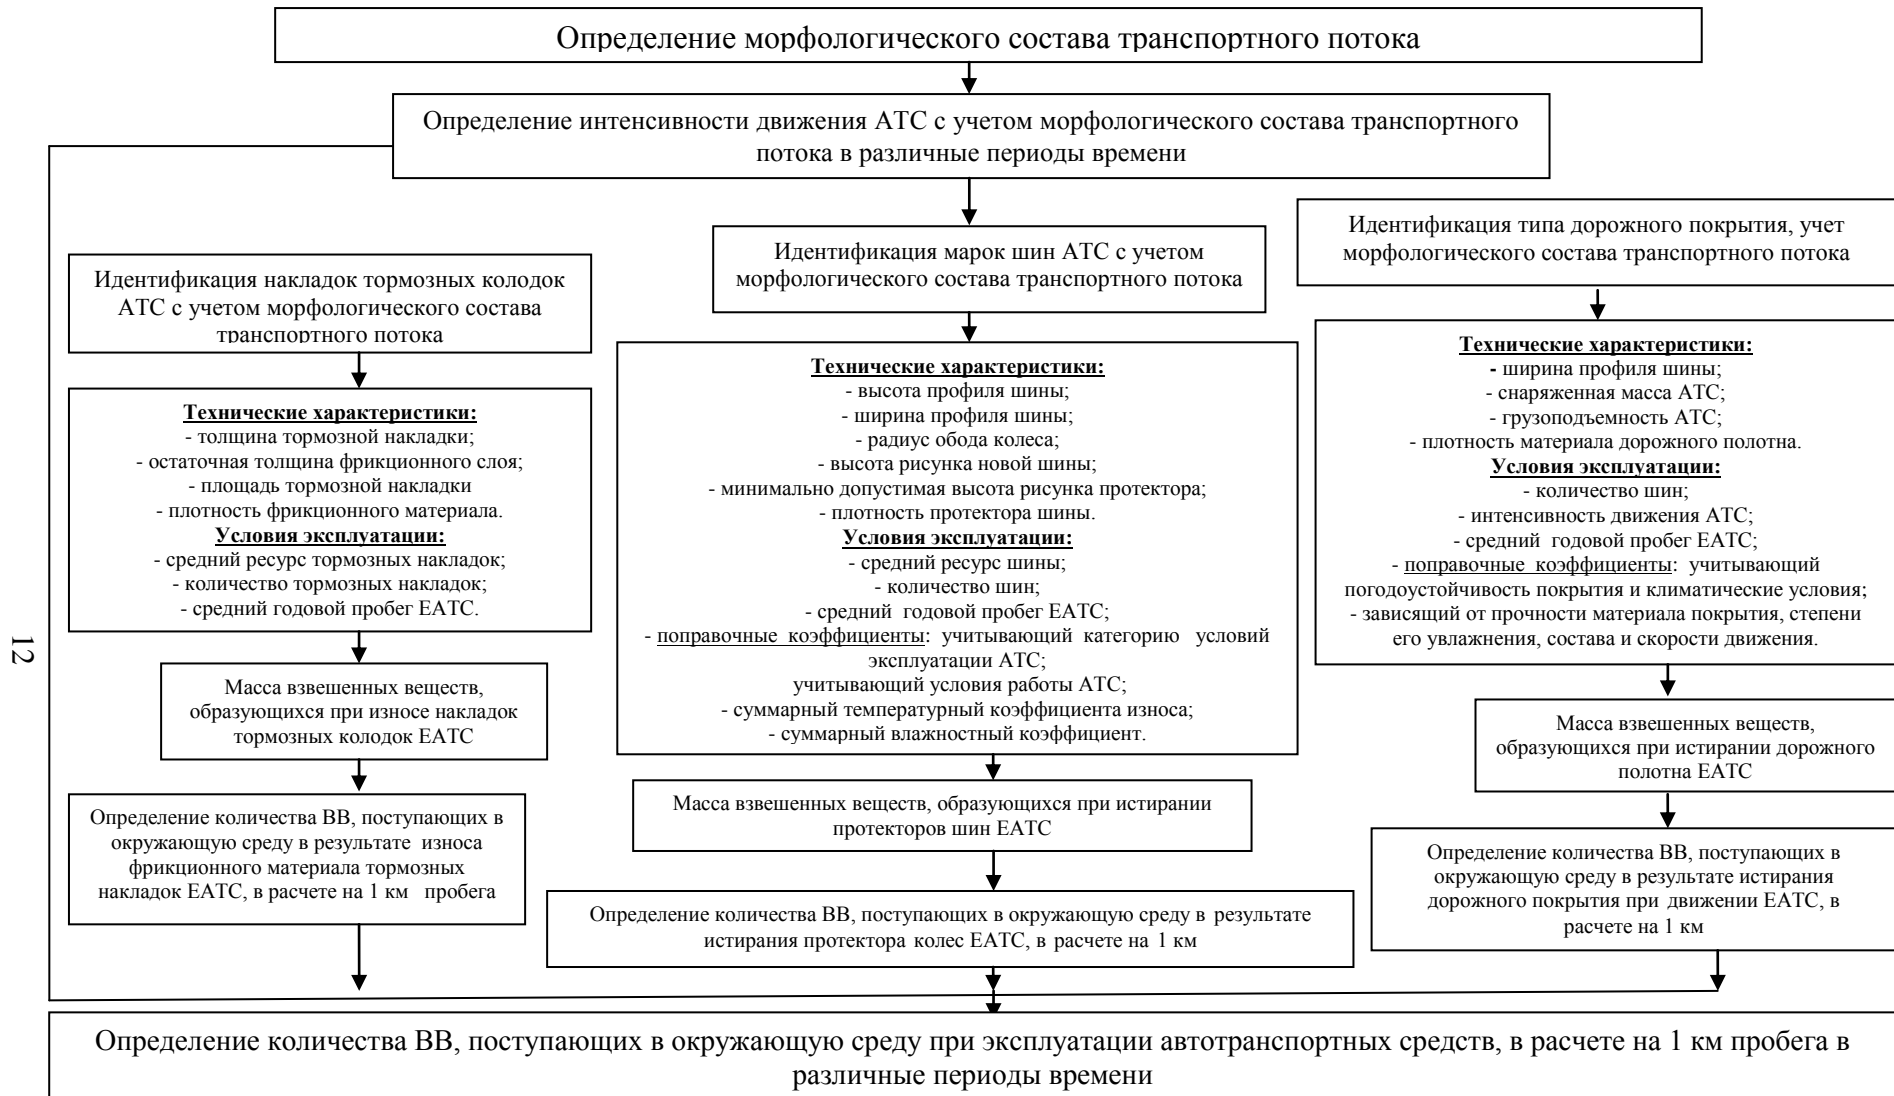 Определение морфологического состава транспортного потока
Определение интенсивности движения АТС с учетом морфологического состава транспортного
потока в различные периоды времени
Идентификация накладок тормозных колодок
АТС с учетом морфологического состава
транспортного потока
Технические характеристики:
- толщина тормозной накладки;
- остаточная толщина фрикционного слоя;
- площадь тормозной накладки
- плотность фрикционного материала.
Условия эксплуатации:
- средний ресурс тормозных накладок;
- количество тормозных накладок;
- средний годовой пробег ЕАТС.
Масса взвешенных веществ,
образующихся при износе накладок
тормозных колодок ЕАТС
Определение количества ВВ, поступающих в
окружающую среду в результате износа
фрикционного материала тормозных
накладок ЕАТС, в расчете на 1 км пробега
Идентификация марок шин АТС с учетом
морфологического состава транспортного потока
Технические характеристики:
- высота профиля шины;
- ширина профиля шины;
- радиус обода колеса;
- высота рисунка новой шины;
- минимально допустимая высота рисунка протектора;
- плотность протектора шины.
Условия эксплуатации:
- средний ресурс шины;
- количество шин;
- средний годовой пробег ЕАТС;
- поправочные коэффициенты: учитывающий категорию условий
эксплуатации АТС;
учитывающий условия работы АТС;
- суммарный температурный коэффициента износа;
- суммарный влажностный коэффициент.
Масса взвешенных веществ, образующихся при истирании
протекторов шин ЕАТС
Определение количества ВВ, поступающих в окружающую среду в результате
истирания протектора колес ЕАТС, в расчете на 1 км
Идентификация типа дорожного покрытия, учет
морфологического состава транспортного потока
Технические характеристики:
- ширина профиля шины;
- снаряженная масса АТС;
- грузоподъемность АТС;
- плотность материала дорожного полотна.
Условия эксплуатации:
- количество шин;
- интенсивность движения АТС;
- средний годовой пробег ЕАТС;
- поправочные коэффициенты: учитывающий
погодоустойчивость покрытия и климатические условия;
- зависящий от прочности материала покрытия, степени
его увлажнения, состава и скорости движения.
Масса взвешенных веществ,
образующихся при истирании дорожного
полотна ЕАТС
Определение количества ВВ, поступающих в
окружающую среду в результате истирания
дорожного покрытия при движении ЕАТС, в
расчете на 1 км
Определение количества ВВ, поступающих в окружающую среду при эксплуатации автотранспортных средств, в расчете на 1 км пробега в
различные периоды времени
12